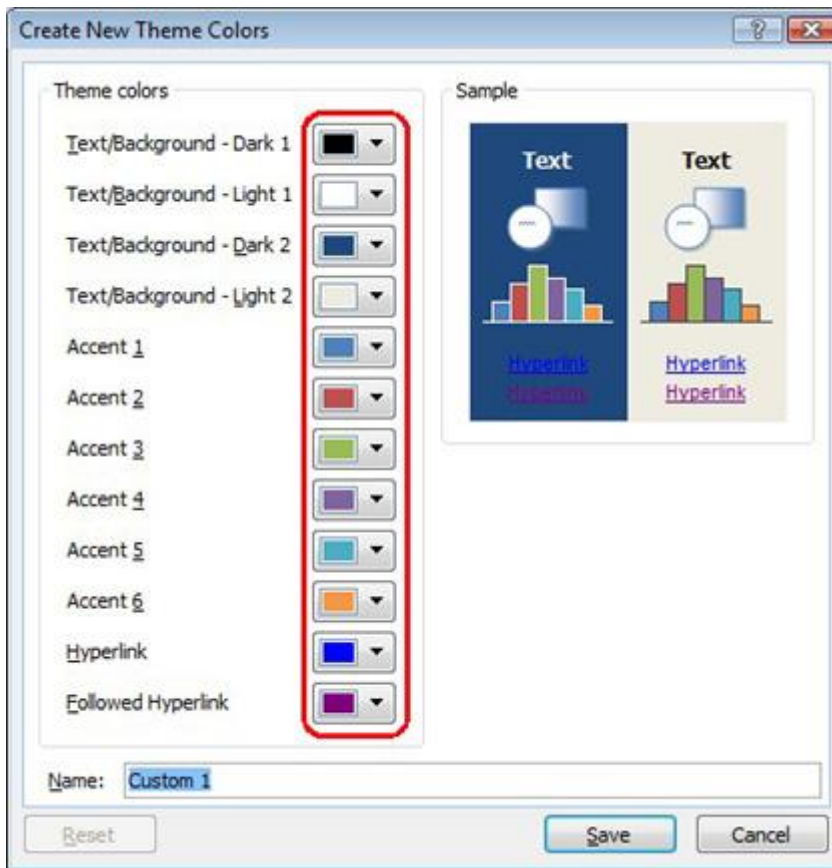 Create New Theme Colors
Theme colors
Text/Background - Dark 1
Text/Background - Light 1
Text/Background - Dark 2
Text/Background - Light 2
Accent 1
Accent 2
Accent 3
Accent 4
Accent 5
Accent 6
Hyperlink
Followed Hyperlink
Sample
Text Text
Hyperlink Hyperlink
Hyperlink Hyperlink
Name: Custom 1
Reset Save Cancel